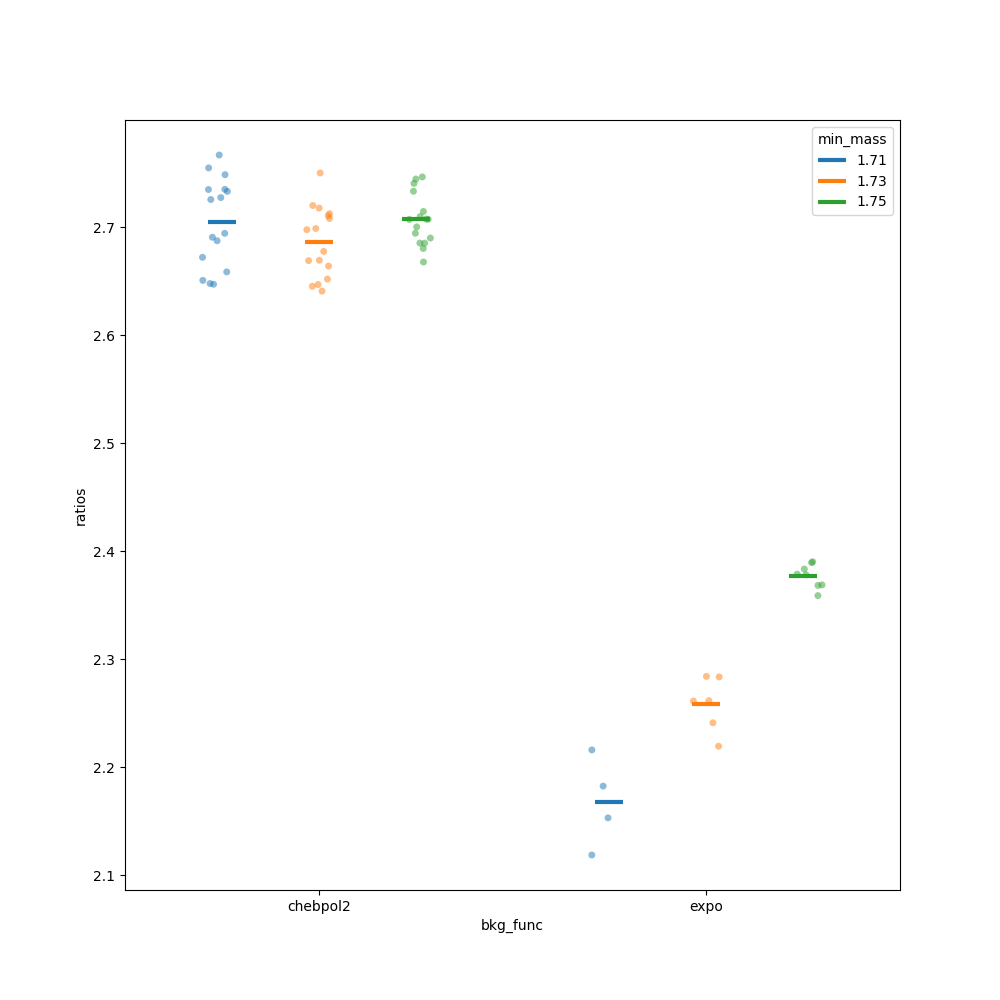 min_mass
1.71
1.73
1.75
2.7
2.6
2.5
2.4
2.3
2.2
2.1
ratios
chebpol2
expo
bkg_func